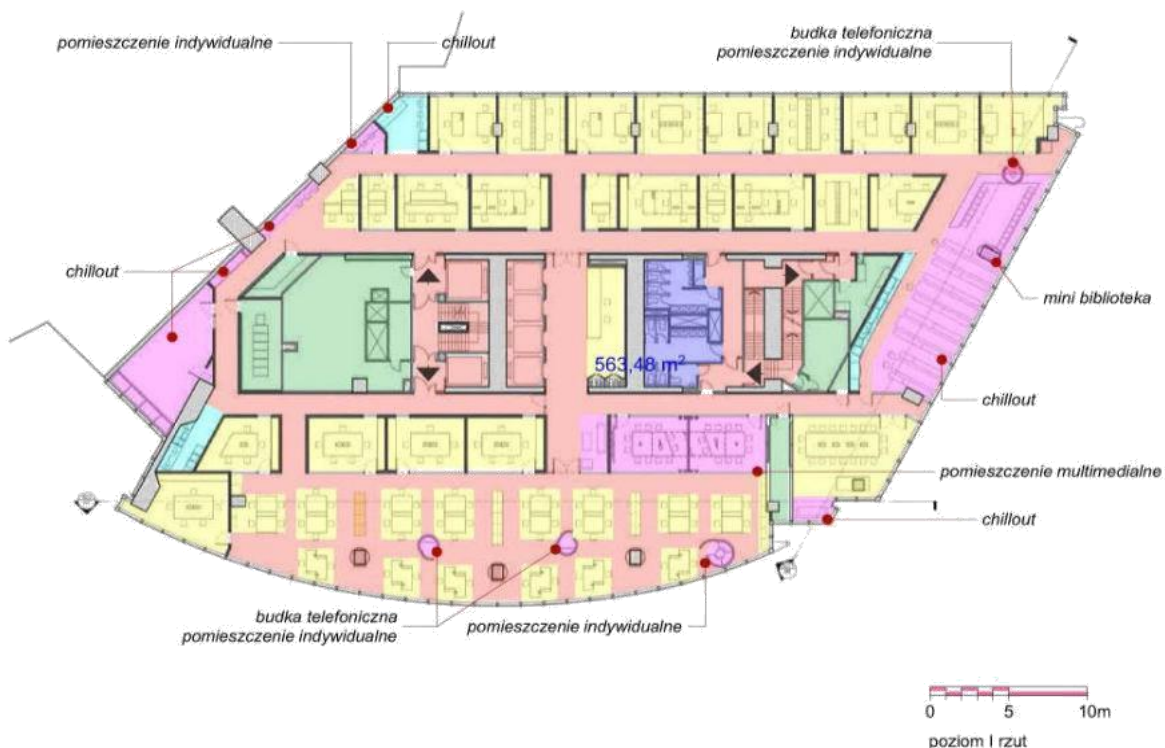 budka telefoniczna
pomieszczenie indywidualne
pomieszczenie indywidualne
chillout
chillout
mini biblioteka
563,48 m²
chillout
pomieszczenie multimedialne
chillout
budka telefoniczna
pomieszczenie indywidualne
pomieszczenie indywidualne
0 5 10m
poziom I rzut